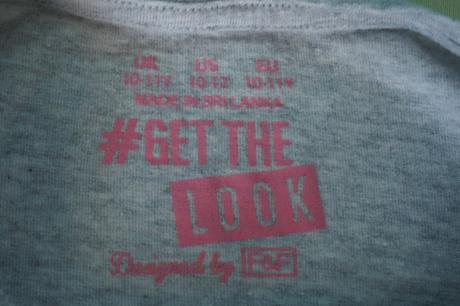 UK US EU
10-11Y 10-12 10-11Y
MADE IN SRI LANKA
#GET THE
LOOK
Designed by F&F